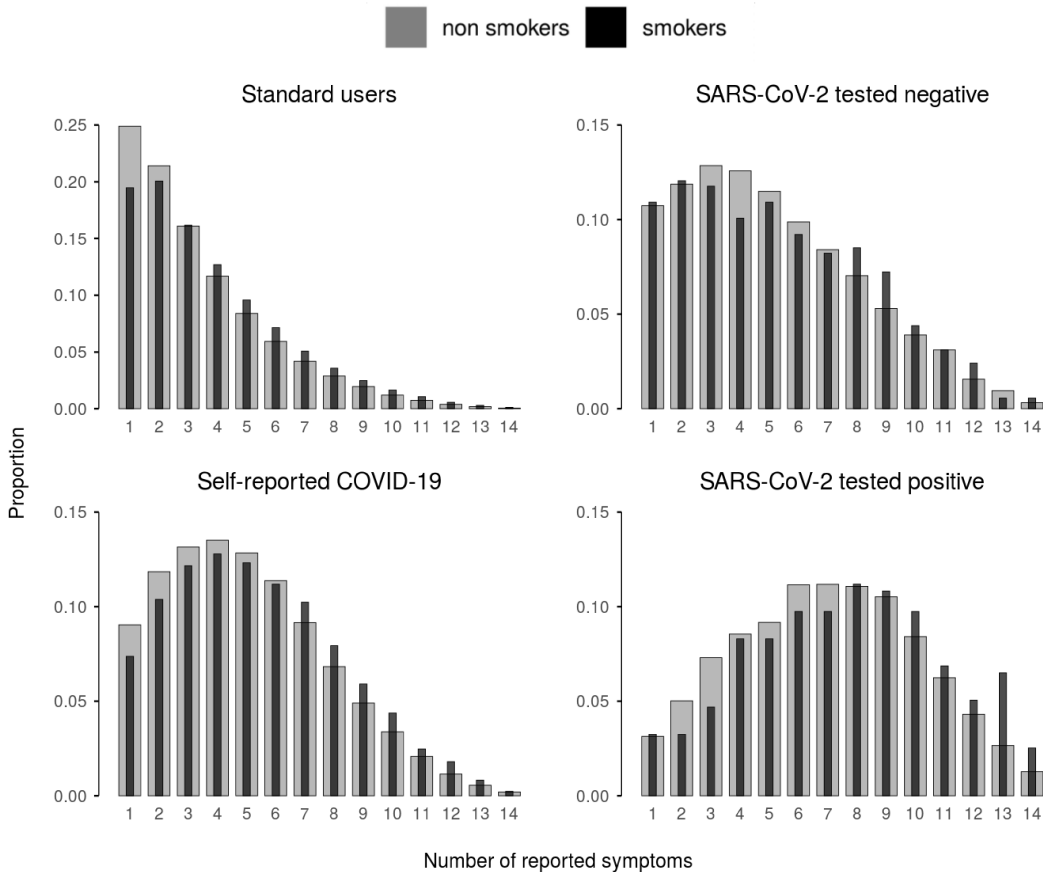 non smokers smokers
Standard users
0.25
0.20
0.15
0.10
0.05
0.00
1 2 3 4 5 6 7 8 9 10 11 12 13 14
SARS-CoV-2 tested negative
0.15
0.10
0.05
0.00
1 2 3 4 5 6 7 8 9 10 11 12 13 14
Proportion
Self-reported COVID-19
0.15
0.10
0.05
0.00
1 2 3 4 5 6 7 8 9 10 11 12 13 14
SARS-CoV-2 tested positive
0.15
0.10
0.05
0.00
1 2 3 4 5 6 7 8 9 10 11 12 13 14
Number of reported symptoms